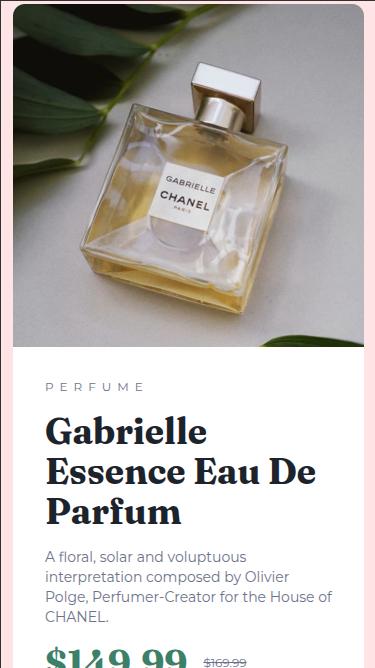 GABRIELLE
CHANEL
PARIS
PERFUME
Gabrielle
Essence Eau De
Parfum
A floral, solar and voluptuous
interpretation composed by Olivier
Polge, Perfumer-Creator for the House of
CHANEL.
$149.99 $169.99